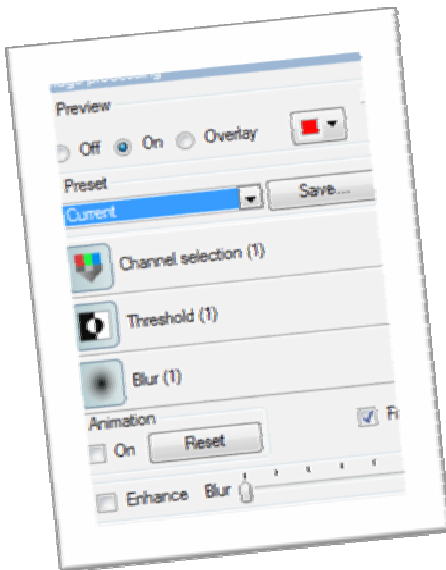 Preview
Off On Overlay
Preset
Current Save...
Channel selection (1)
Threshold (1)
Blur (1)
Animation
On Reset
Enhance Blur